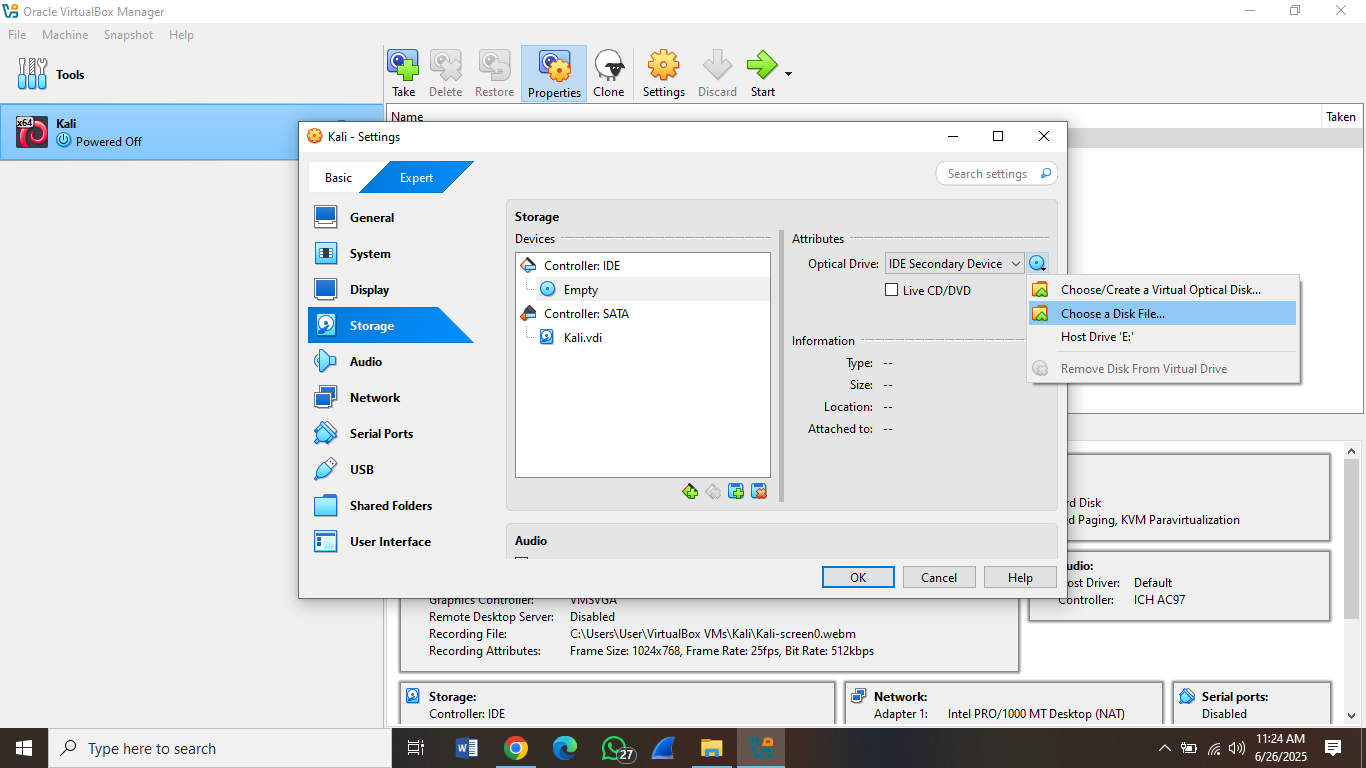 Oracle VirtualBox Manager
File Machine Snapshot Help
Tools
Take Delete Restore Properties Clone Settings Discard Start
Name Taken
x64
Kali
Powered Off
Kali - Settings
Basic Expert
Search settings
General
System
Display
Storage
Audio
Network
Serial Ports
USB
Shared Folders
User Interface
Storage
Devices
Controller: IDE
Empty
Controller: SATA
Kali.vdi
Attributes
Optical Drive: IDE Secondary Device
Live CD/DVD
Information
Type: --
Size: --
Location: --
Attached to: --
Choose/Create a Virtual Optical Disk...
Choose a Disk File...
Host Drive 'E:'
Remove Disk From Virtual Drive
Audio
OK Cancel Help
rd Disk
d Paging, KVM Paravirtualization
udio:
ost Driver: Default
Controller: ICH AC97
Graphics Controller: VMSVGA
Remote Desktop Server: Disabled
Recording File: C:\Users\User\VirtualBox VMs\Kali\Kali-screen0.webm
Recording Attributes: Frame Size: 1024x768, Frame Rate: 25fps, Bit Rate: 512kbps
Storage:
Controller: IDE
Network:
Adapter 1: Intel PRO/1000 MT Desktop (NAT)
Serial ports:
Disabled
Type here to search
27
11:24 AM
6/26/2025